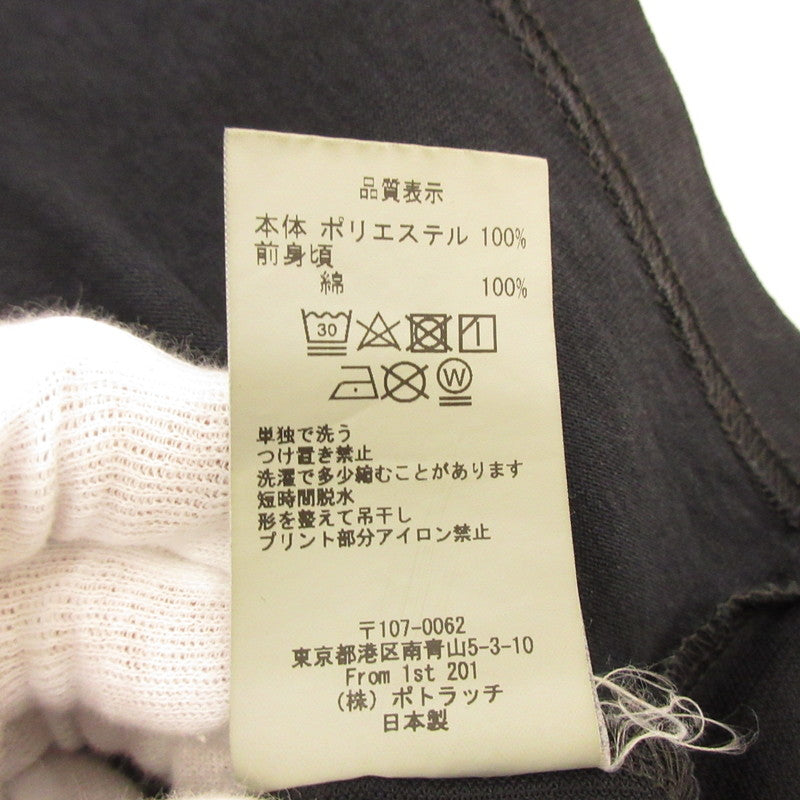 品質表示
本体 ポリエステル 100%
前身頃
綿 100%
30
W
単独で洗う
つけ置き禁止
洗濯で多少縮むことがあります
短時間脱水
形を整えて吊干し
プリント部分アイロン禁止
〒107-0062
東京都港区南青山5-3-10
From 1st 201
(株) ポトラッチ
日本製